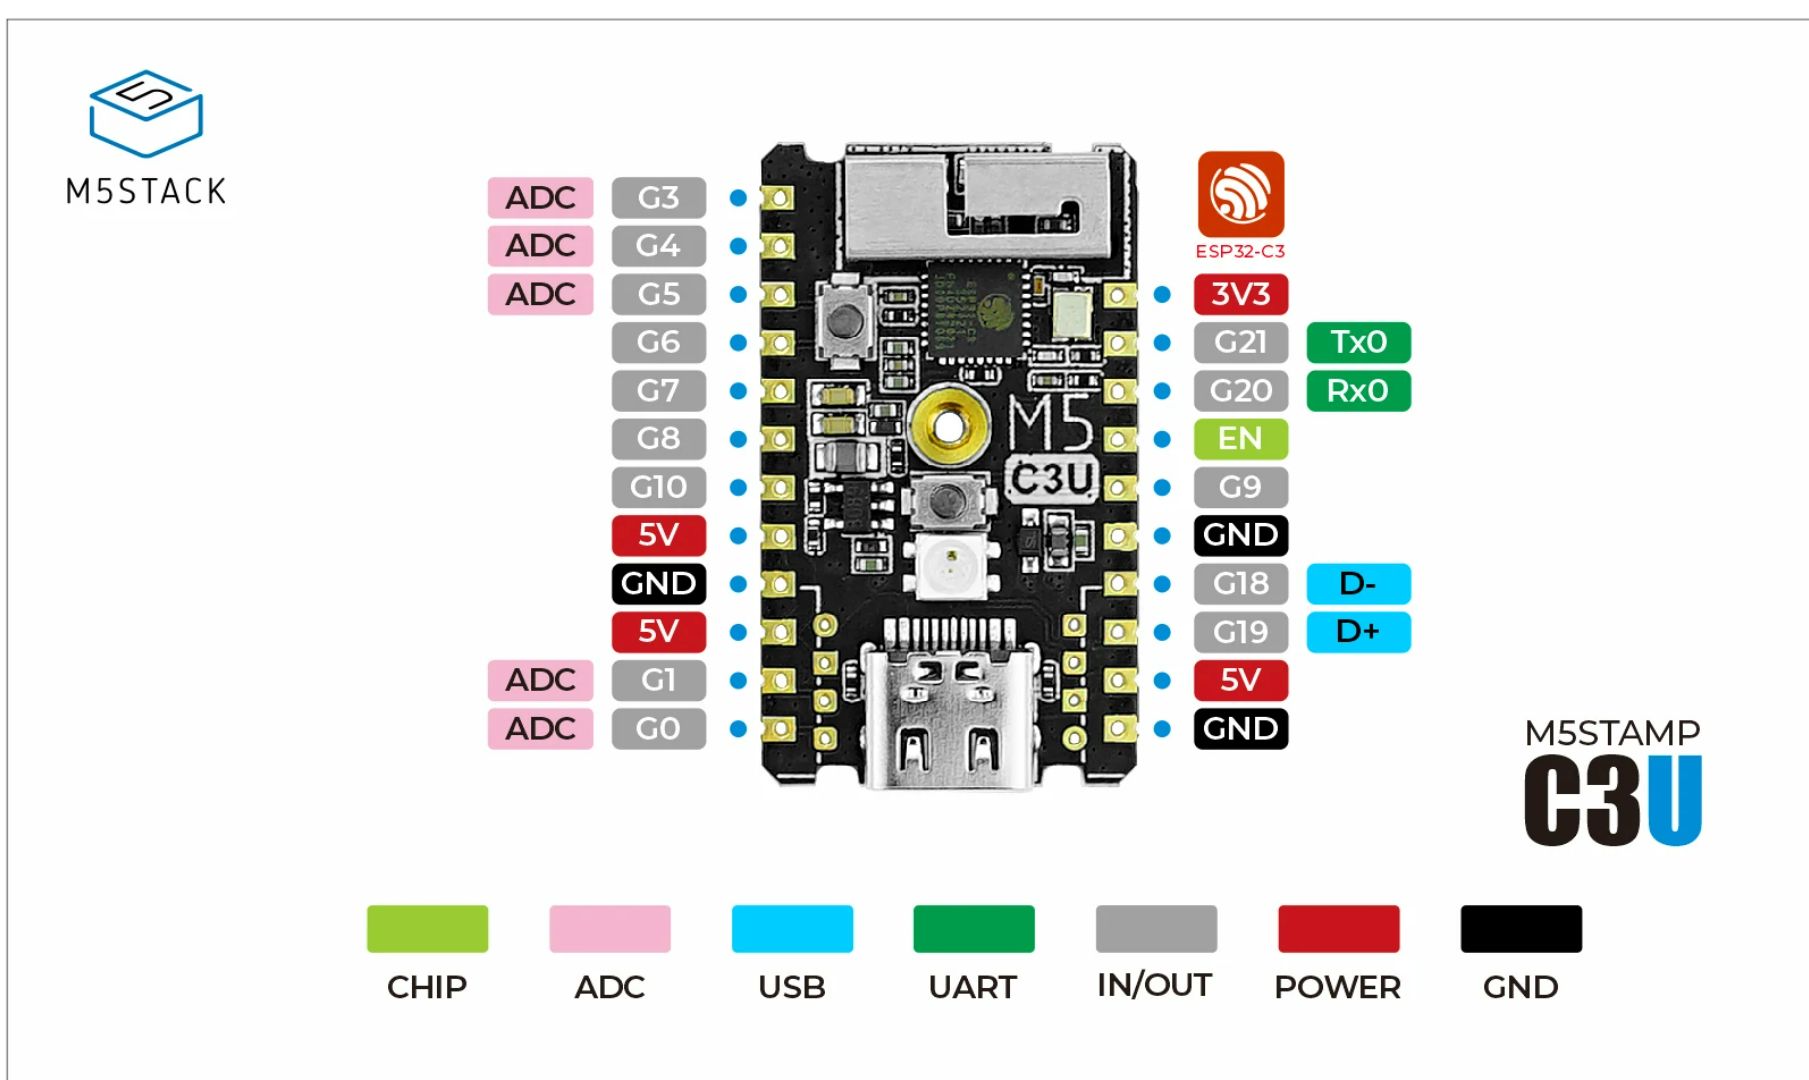 M5STACK
ADC G3
ADC G4
ADC G5
G6
G7
G8
G10
5V
GND
5V
ADC G1
ADC G0
M5
C3U
ESP32-C3
3V3
G21 Tx0
G20 Rx0
EN
G9
GND
G18 D-
G19 D+
5V
GND
M5STAMP
C3U
CHIP
ADC
USB
UART
IN/OUT
POWER
GND